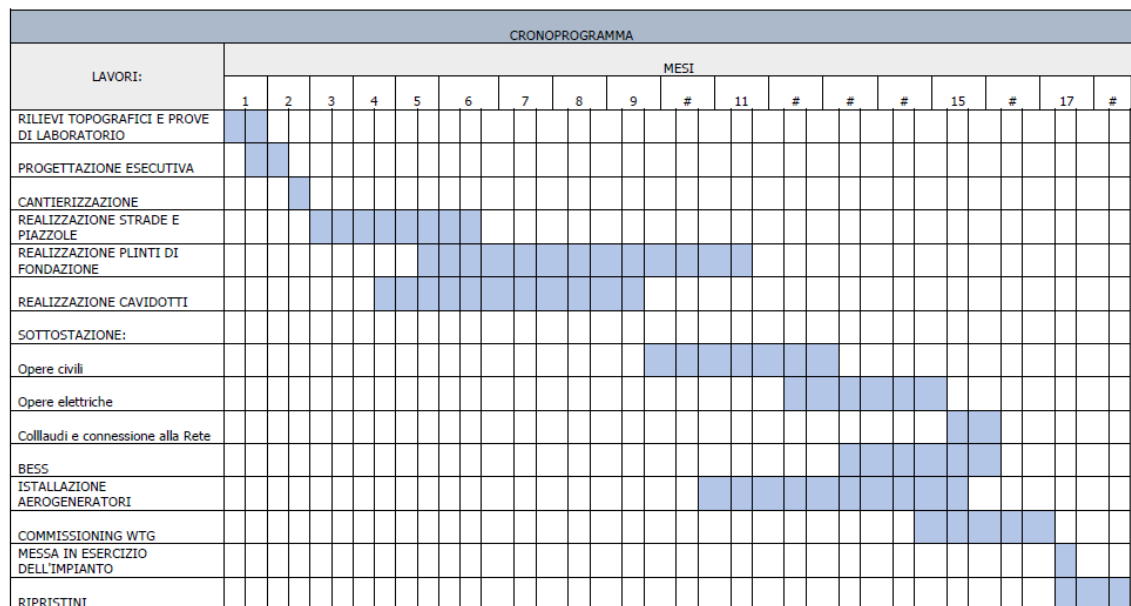 CRONOPROGRAMMA
LAVORI:
MESI
1 2 3 4 5 6 7 8 9 # 11 # # # 15 # 17 #
RILIEVI TOPOGRAFICI E PROVE
DI LABORATORIO
PROGETTAZIONE ESECUTIVA
CANTIERIZZAZIONE
REALIZZAZIONE STRADE E
PIAZZOLE
REALIZZAZIONE PLINTI DI
FONDAZIONE
REALIZZAZIONE CAVIDOTTI
SOTTOSTAZIONE:
Opere civili
Opere elettriche
Colllaudi e connessione alla Rete
BESS
ISTALLAZIONE
AEROGENERATORI
COMMISSIONING WTG
MESSA IN ESERCIZIO
DELL'IMPIANTO
RIPRISTINI